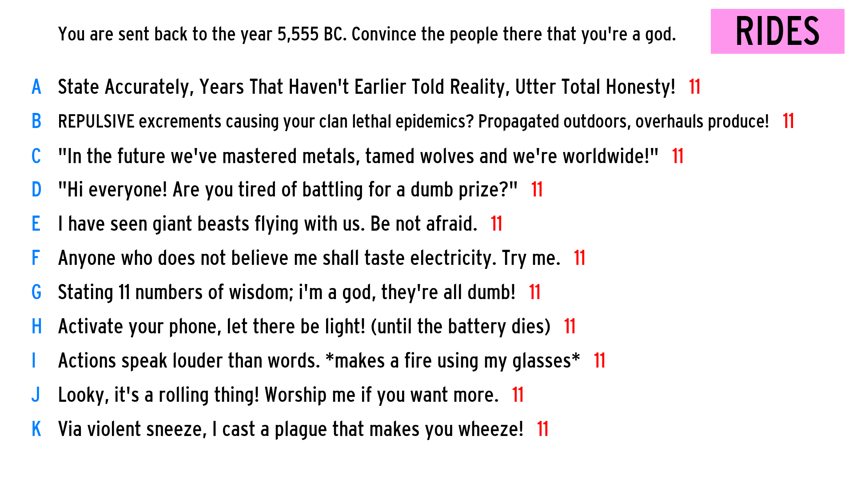 You are sent back to the year 5,555 BC. Convince the people there that you're a god.
RIDES
A State Accurately, Years That Haven't Earlier Told Reality, Utter Total Honesty! 11
B REPULSIVE excrements causing your clan lethal epidemics? Propagated outdoors, overhauls produce! 11
C "In the future we've mastered metals, tamed wolves and we're worldwide!" 11
D "Hi everyone! Are you tired of battling for a dumb prize?" 11
E I have seen giant beasts flying with us. Be not afraid. 11
F Anyone who does not believe me shall taste electricity. Try me. 11
G Stating 11 numbers of wisdom; i'm a god, they're all dumb! 11
H Activate your phone, let there be light! (until the battery dies) 11
I Actions speak louder than words. *makes a fire using my glasses* 11
J Looky, it's a rolling thing! Worship me if you want more. 11
K Via violent sneeze, I cast a plague that makes you wheeze! 11